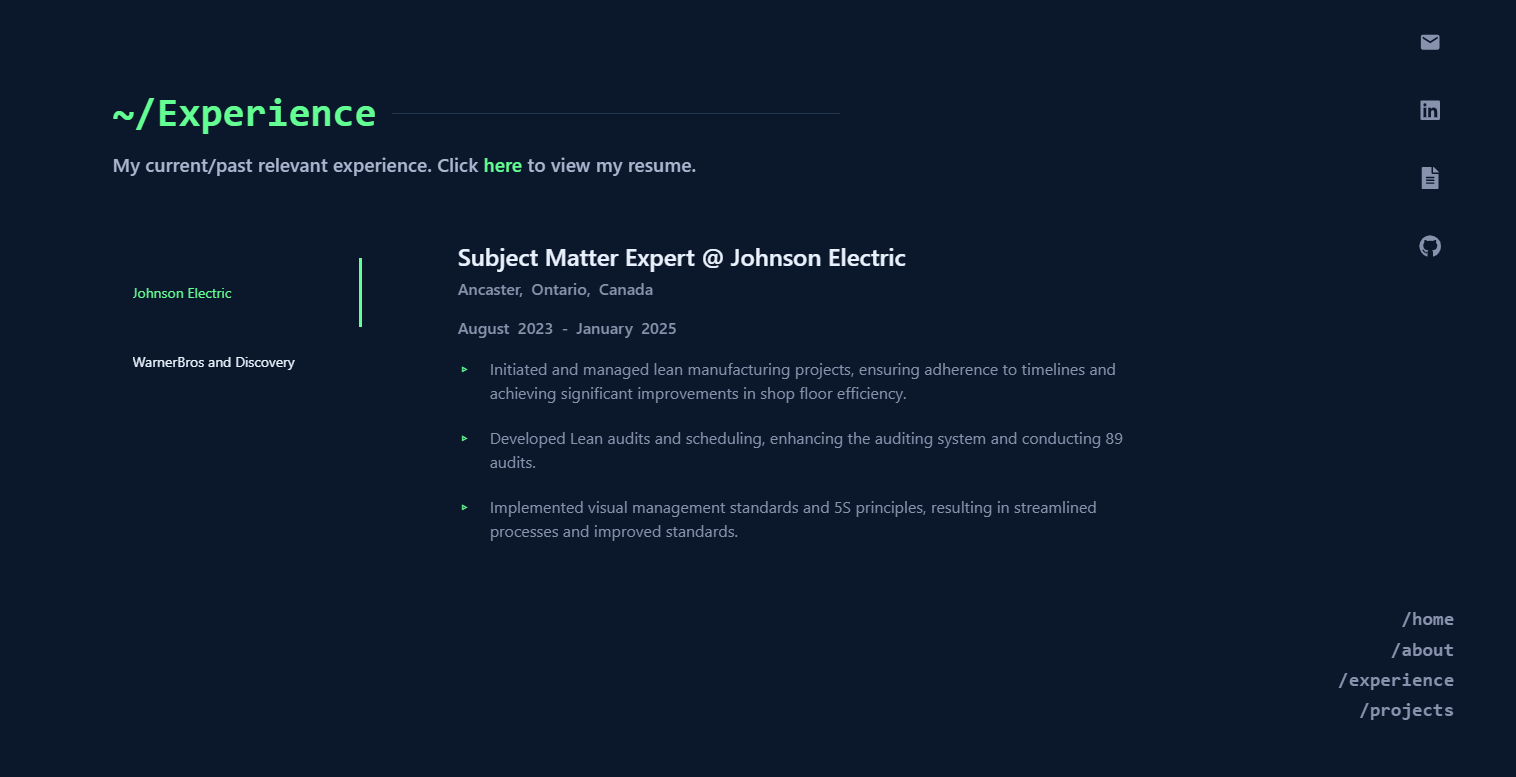 ~/Experience
My current/past relevant experience. Click here to view my resume.
Johnson Electric
WarnerBros and Discovery
Subject Matter Expert @ Johnson Electric
Ancaster, Ontario, Canada
August 2023 - January 2025
Initiated and managed lean manufacturing projects, ensuring adherence to timelines and
achieving significant improvements in shop floor efficiency.
Developed Lean audits and scheduling, enhancing the auditing system and conducting 89
audits.
Implemented visual management standards and 5S principles, resulting in streamlined
processes and improved standards.
/home
/about
/experience
/projects